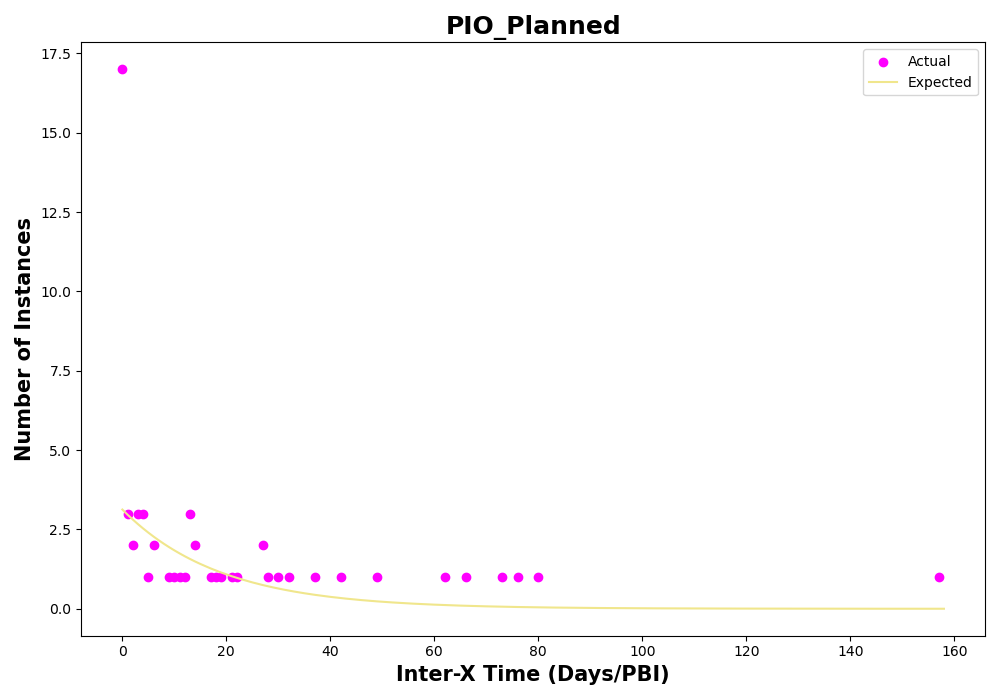 PIO_Planned
Actual
Expected
Number of Instances
17.5
15.0
12.5
10.0
7.5
5.0
2.5
0.0
0 20 40 60 80 100 120 140 160
Inter-X Time (Days/PBI)